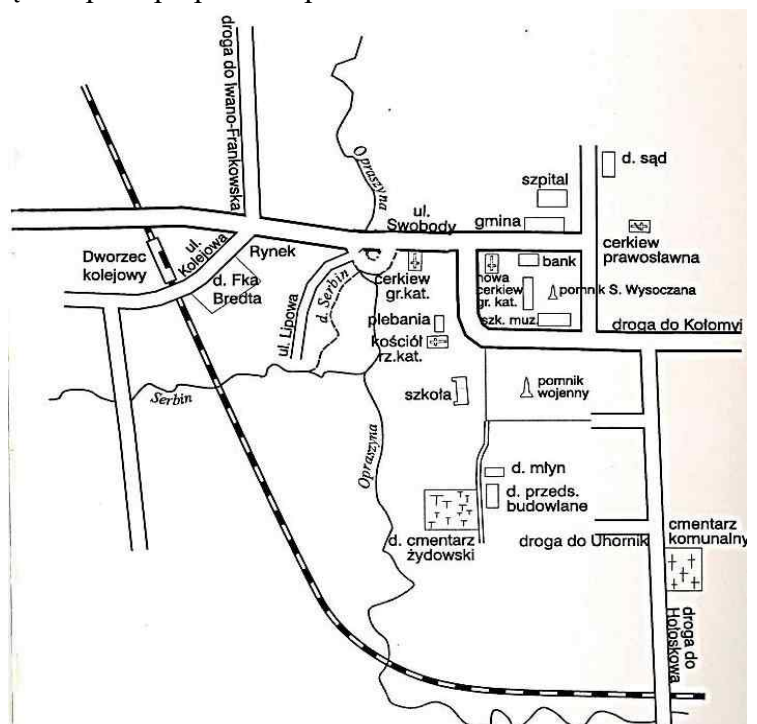 droga do Iwano-Frankowska
Opraszyna
d. sąd
szpital
ul.
Swobody
gmina
cerkiew
prawosławna
Dworzec
kolejowy
ul.
Kolejowa
Rynek
d. Fka
Bredta
ul. Lipowa
d. Serbin
cerkiew
gr.kat.
nowa
cerkiew
gr. kat.
bank
pomnik S. Wysoczana
szk. muz.
plebania
kościół
rz.kat.
droga do Kołomyi
Serbin
szkoła
pomnik
wojenny
Opraszyna
d. młyn
d. przeds.
budowlane
d. cmentarz
żydowski
droga do Uhornik
cmentarz
komunalny
droga do
Hołoskowa